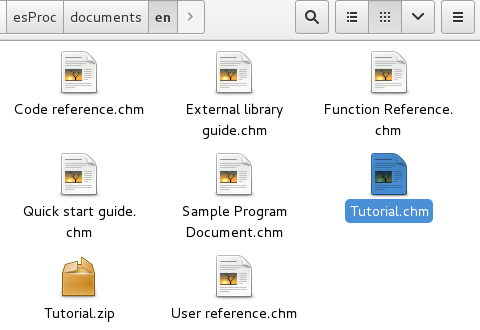 esProc documents en
Code reference.chm
External library
guide.chm
Function Reference.
chm
Quick start guide.
chm
Sample Program
Document.chm
Tutorial.chm
Tutorial.zip
User reference.chm